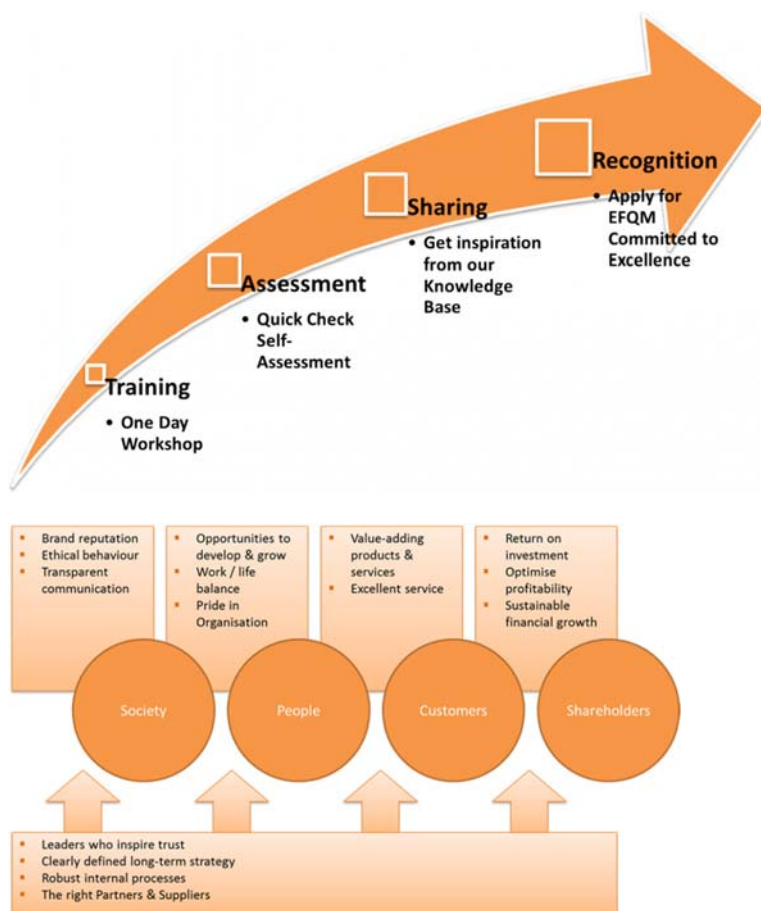 Recognition
• Apply for
EFQM
Committed to
Excellence
Sharing
• Get inspiration
from our
Knowledge
Base
Assessment
• Quick Check
Self-
Assessment
Training
• One Day
Workshop
▪ Brand reputation
▪ Ethical behaviour
▪ Transparent
communication
▪ Opportunities to
develop & grow
▪ Work / life
balance
▪ Pride in
Organisation
▪ Value-adding
products &
services
▪ Excellent service
▪ Return on
investment
▪ Optimise
profitability
▪ Sustainable
financial growth
Society
People
Customers
Shareholders
▪ Leaders who inspire trust
▪ Clearly defined long-term strategy
▪ Robust internal processes
▪ The right Partners & Suppliers